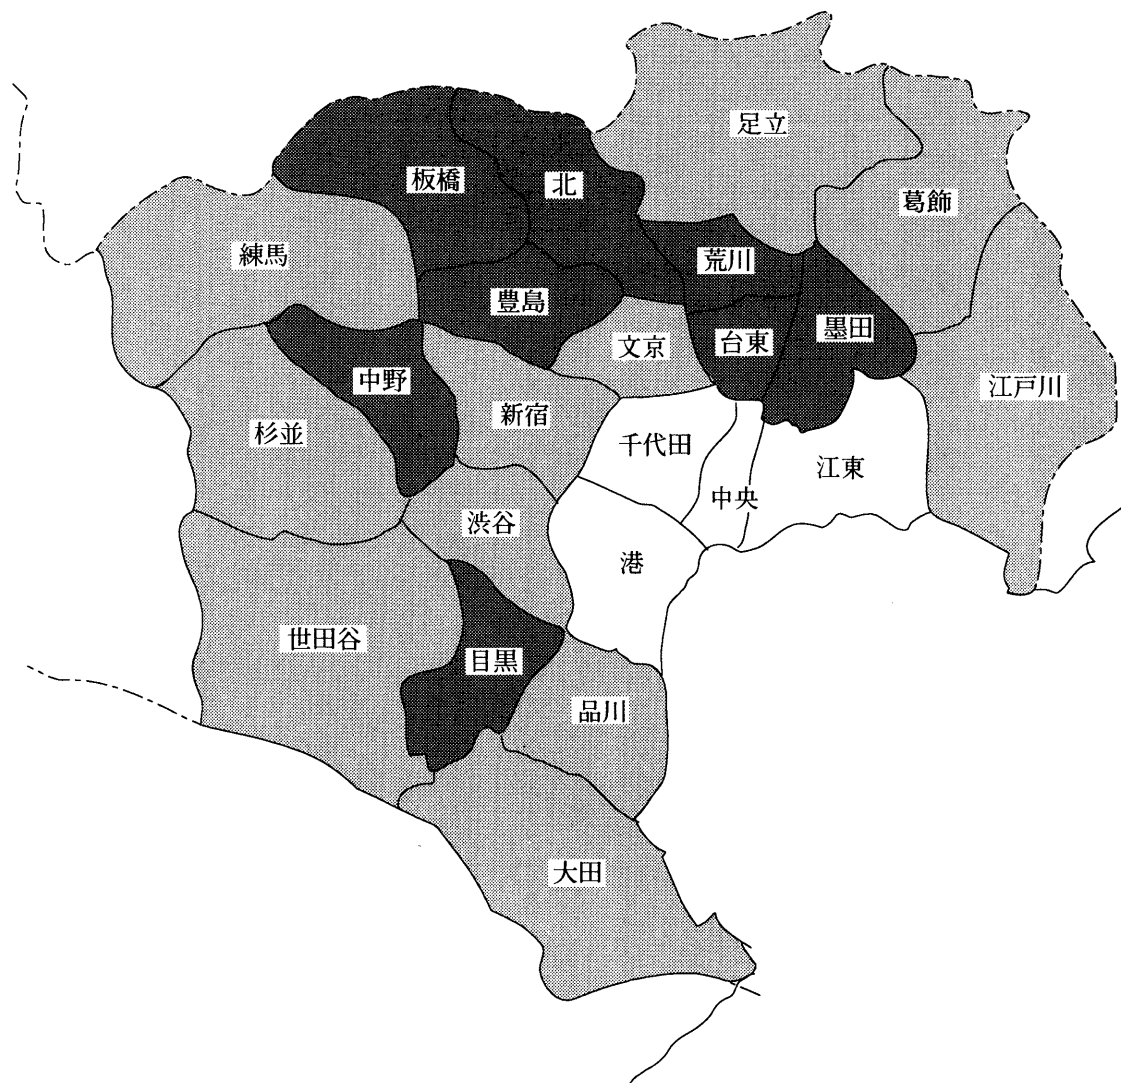 足立
板橋
北
葛飾
練馬
荒川
豊島
墨田
台東
文京
中野
江戸川
新宿
杉並
千代田
江東
中央
渋谷
港
世田谷
目黒
品川
大田